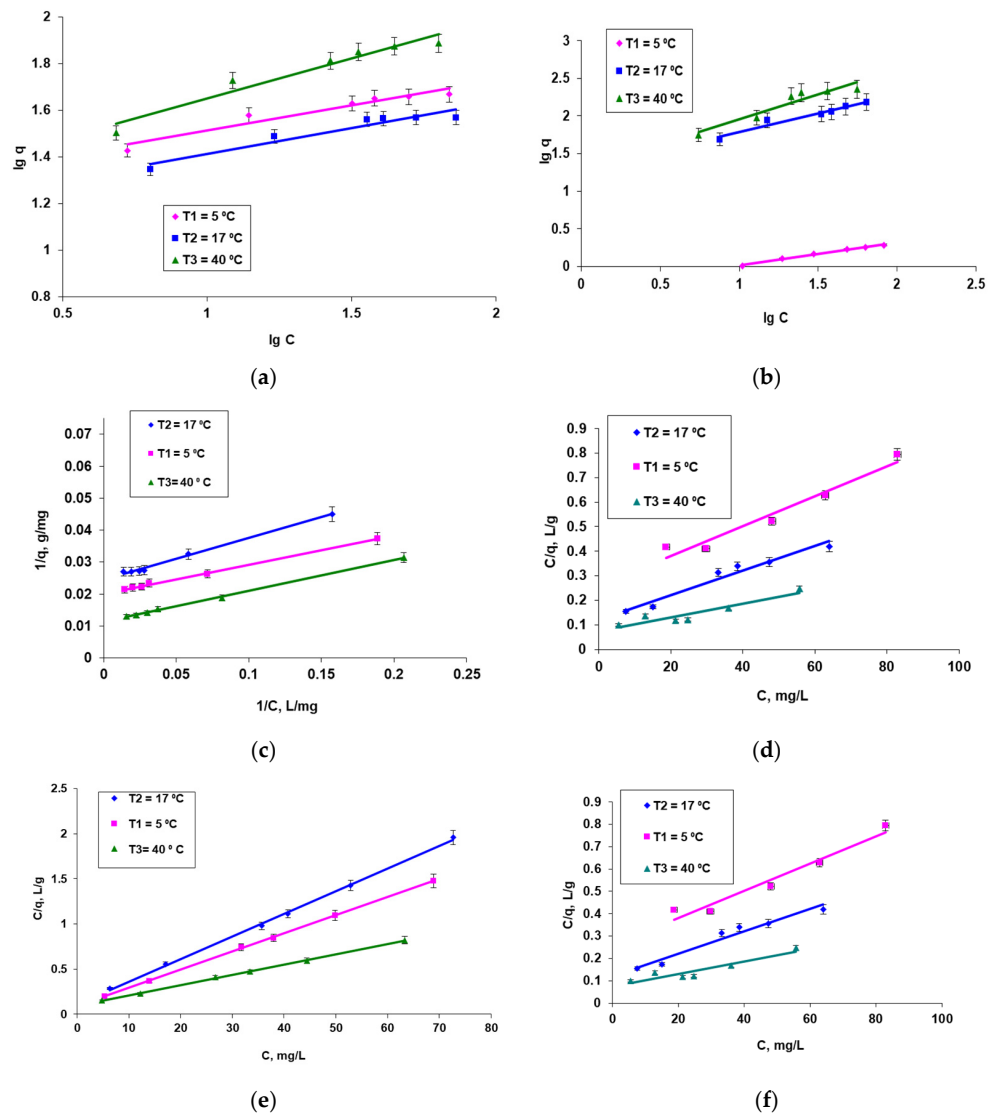 2
1.8
1.6
1.4
1.2
1
0.8
lg q
0.5
1
1.5
2
lg C
T1 = 5 ºC
T2 = 17 ºC
T3 = 40 ºC
(a)
3
2.5
2
1.5
1
0.5
0
lg q
0
0.5
1
1.5
2
2.5
lg C
T1 = 5 ºC
T2 = 17 ºC
T3 = 40 ºC
(b)
T2 = 17 ºC
T1 = 5 ºC
T3= 40 º C
0.07
0.06
0.05
0.04
0.03
0.02
0.01
0
1/q, g/mg
0
0.05
0.1
0.15
0.2
0.25
1/C, L/mg
(c)
T2 = 17 ºC
T1 = 5 ºC
T3 = 40 ºC
0.9
0.8
0.7
0.6
0.5
0.4
0.3
0.2
0.1
0
C/q, L/g
0
20
40
60
80
100
C, mg/L
(d)
T2 = 17 ºC
T1 = 5 ºC
T3= 40 º C
2.5
2
1.5
1
0.5
0
C/q, L/g
0
10
20
30
40
50
60
70
80
C, mg/L
(e)
T2 = 17 ºC
T1 = 5 ºC
T3 = 40 ºC
0.9
0.8
0.7
0.6
0.5
0.4
0.3
0.2
0.1
0
C/q, L/g
0
20
40
60
80
100
C, mg/L
(f)